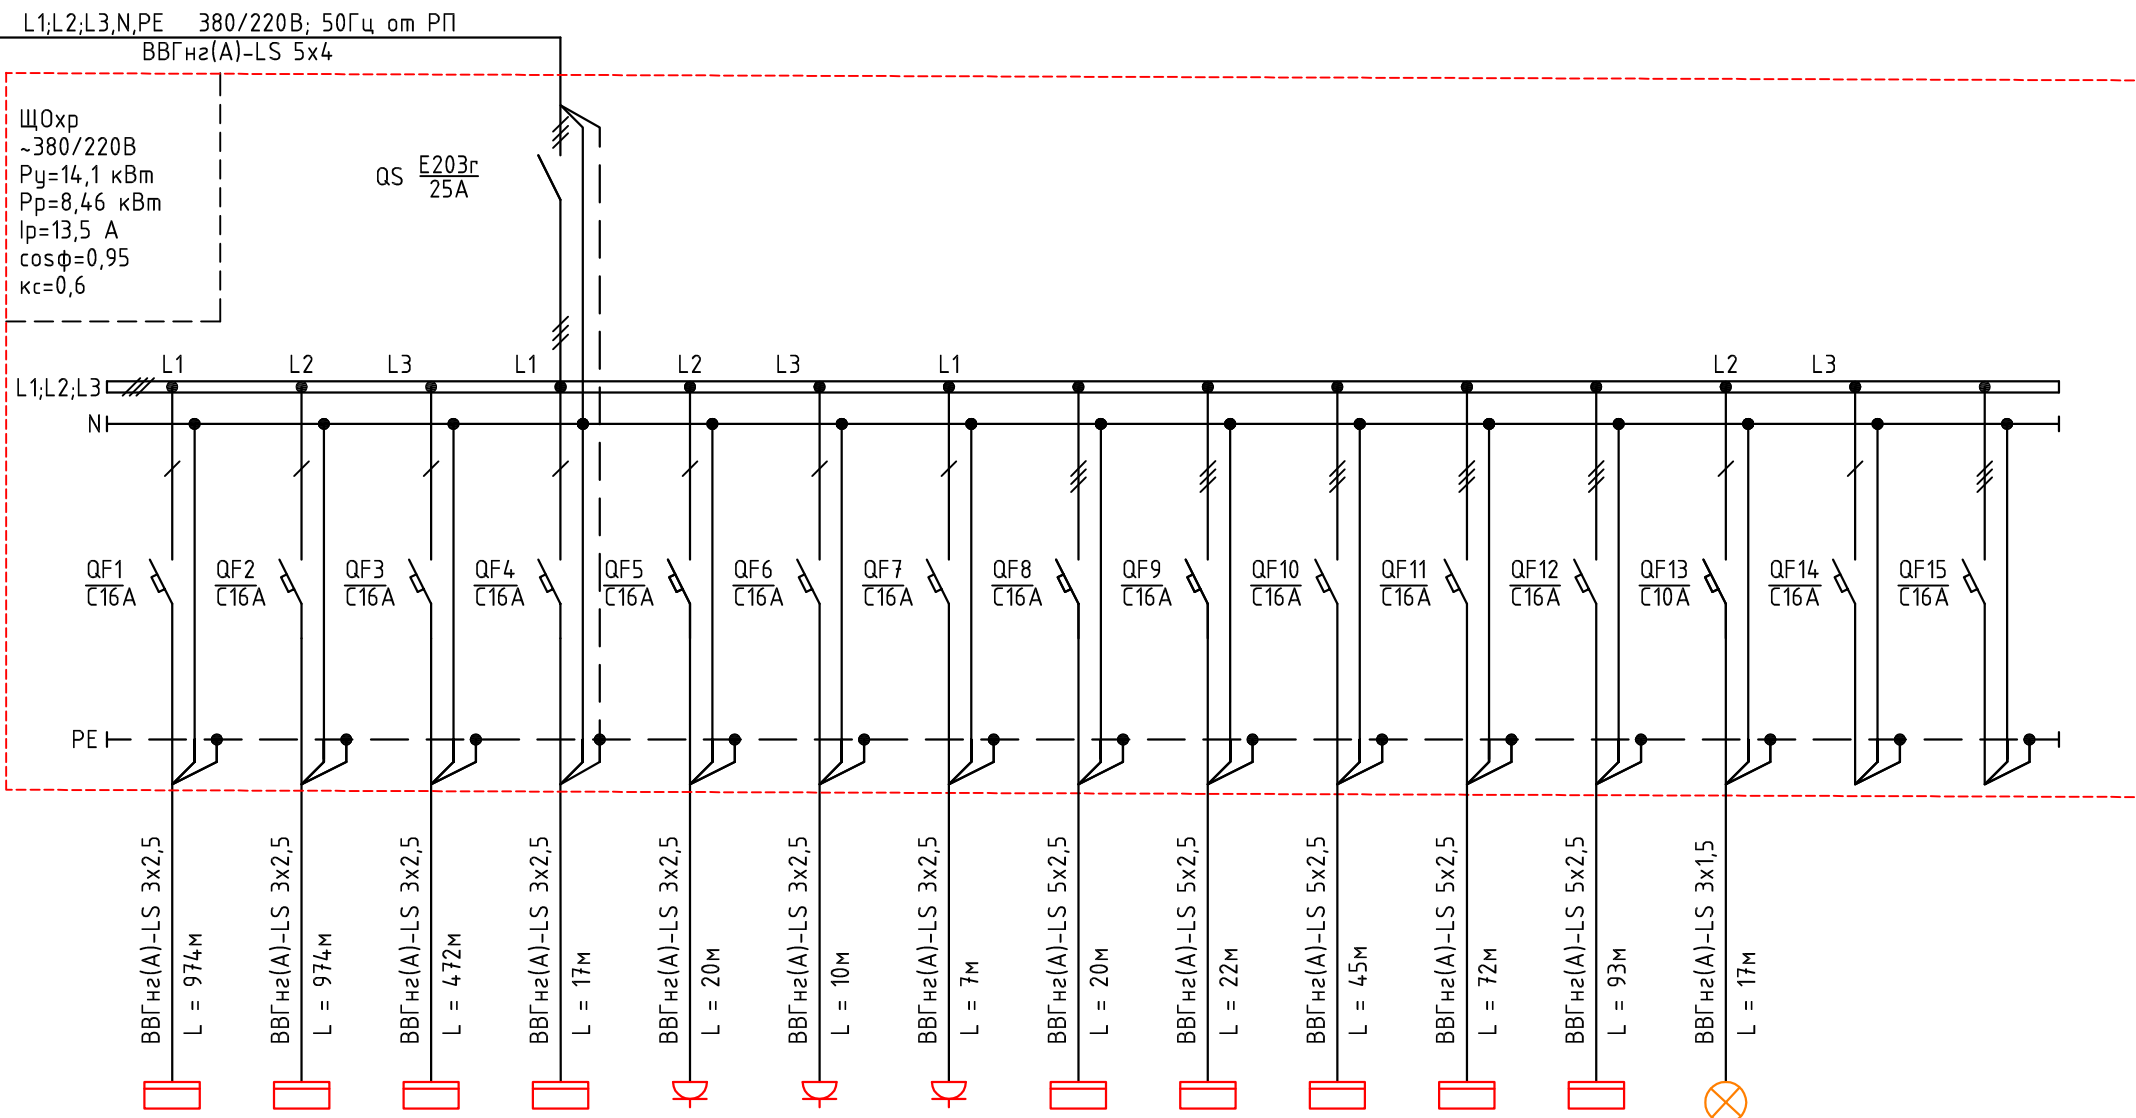 L1;L2;L3,N,PE 380/220В; 50Гц от РП
ВВГнг(А)-LS 5х4
ЩОхр
~380/220В
Ру=14,1 кВт
Рр=8,46 кВт
Iр=13,5 А
cosф=0,95
кс=0,6
QS E203г
25А
L1 L2 L3 L1 L2 L3 L1 L2 L3
L1;L2;L3
N
QF1 QF2 QF3 QF4 QF5 QF6 QF7 QF8 QF9 QF10 QF11 QF12 QF13 QF14 QF15
C16A C16A C16A C16A C16A C16A C16A C16A C16A C16A C16A C16A C10A C16A C16A
PE
ВВГнг(А)-LS 3х2,5
L = 974м
ВВГнг(А)-LS 3х2,5
L = 974м
ВВГнг(А)-LS 3х2,5
L = 472м
ВВГнг(А)-LS 3х2,5
L = 17м
ВВГнг(А)-LS 3х2,5
L = 20м
ВВГнг(А)-LS 3х2,5
L = 10м
ВВГнг(А)-LS 3х2,5
L = 7м
ВВГнг(А)-LS 5х2,5
L = 20м
ВВГнг(А)-LS 5х2,5
L = 22м
ВВГнг(А)-LS 5х2,5
L = 45м
ВВГнг(А)-LS 5х2,5
L = 72м
ВВГнг(А)-LS 5х2,5
L = 93м
ВВГнг(А)-LS 3х1,5
L = 17м